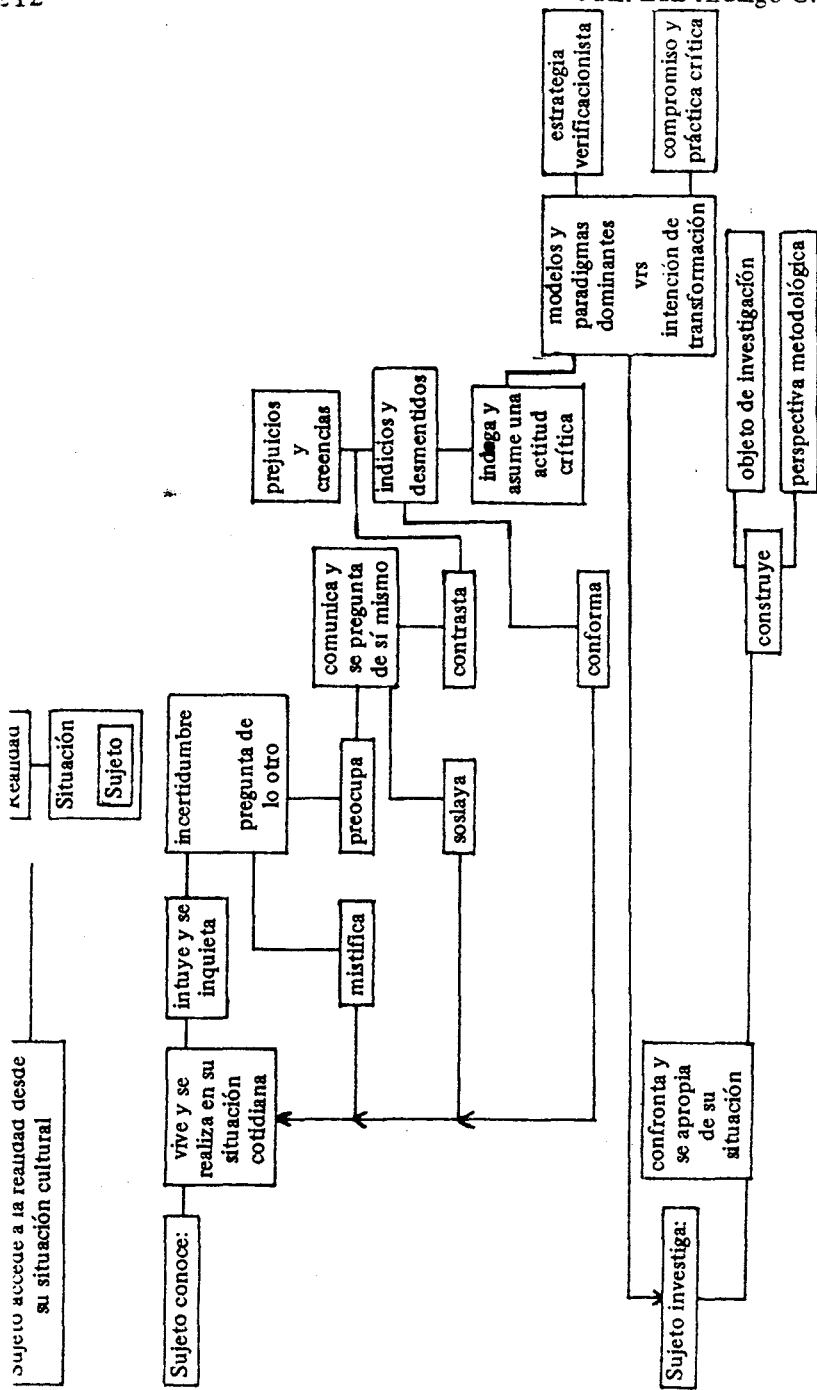 Sujeto accede a la realidad desde
su situación cultural
Realidad
Situación
Sujeto
Sujeto conoce:
vive y se
realiza en su
situación
cotidiana
intuye y se
inquieta
incertidumbre
pregunta de
lo otro
mistifica
preocupa
comunica y
se pregunta
de sí mismo
soslaya
contrasta
prejuicios
y
creencias
indicios y
desmentidos
indaga y
asume una
actitud
crítica
conforma
modelos y
paradigmas
dominantes
vrs
intención de
transformación
estrategia
verificacionista
compromiso y
práctica crítica
Sujeto investiga:
confronta y
se apropia
de su
situación
construye
objeto de investigación
perspectiva metodológica